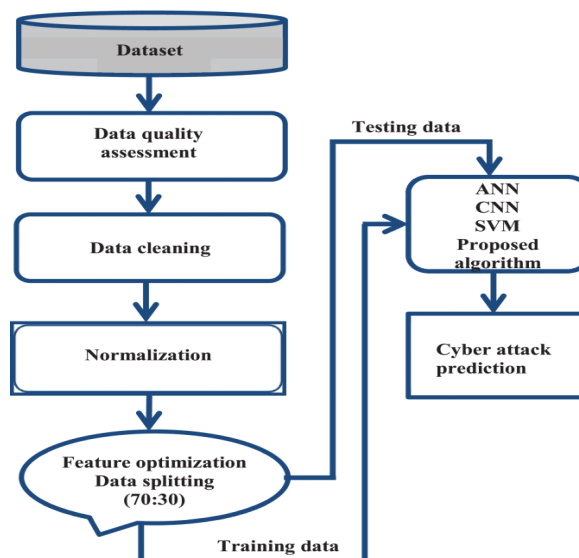 Dataset
Data quality
assessment
Data cleaning
Normalization
Feature optimization
Data splitting
(70:30)
Testing data
Training data
ANN
CNN
SVM
Proposed
algorithm
Cyber attack
prediction